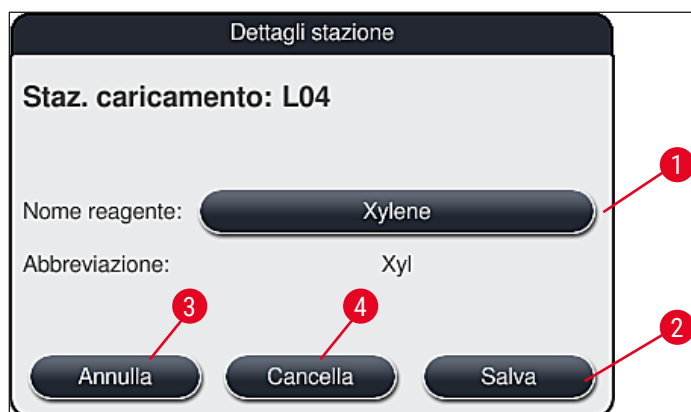 Dettagli stazione
Staz. caricamento: L04
1
Nome reagente: Xylene
Abbreviazione: Xyl
3 4 2
Annulla Cancella Salva